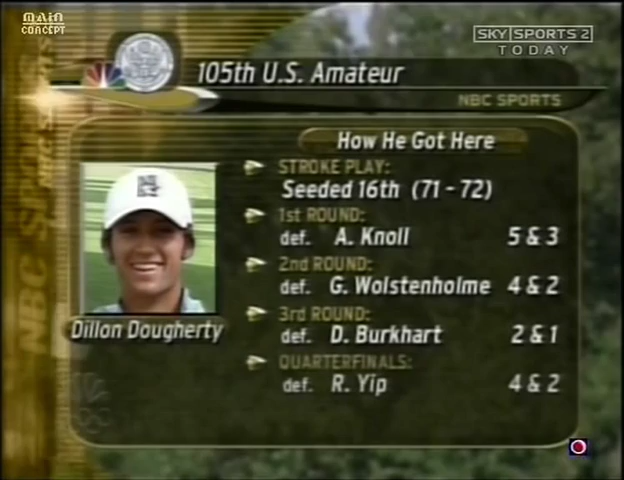 MAIN
CONCEPT
SKY SPORTS 2
TODAY
105th U.S. Amateur
NBC SPORTS
How He Got Here
STROKE PLAY:
Seeded 16th (71 - 72)
1st ROUND:
def. A. Knoll 5 & 3
2nd ROUND:
def. G. Wolstenholme 4 & 2
3rd ROUND:
def. D. Burkhart 2 & 1
QUARTERFINALS:
def. R. Yip 4 & 2
Dillon Dougherty
NBC SPORTS
NBC